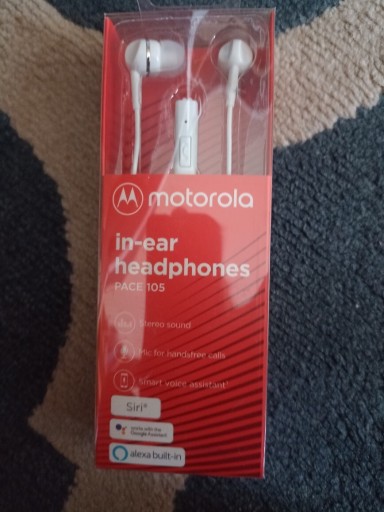 motorola
in-ear
headphones
PACE 105
Stereo sound
Mic for handsfree calls
Smart voice assistant*
Siri®
works with the
Google Assistant
alexa built-in